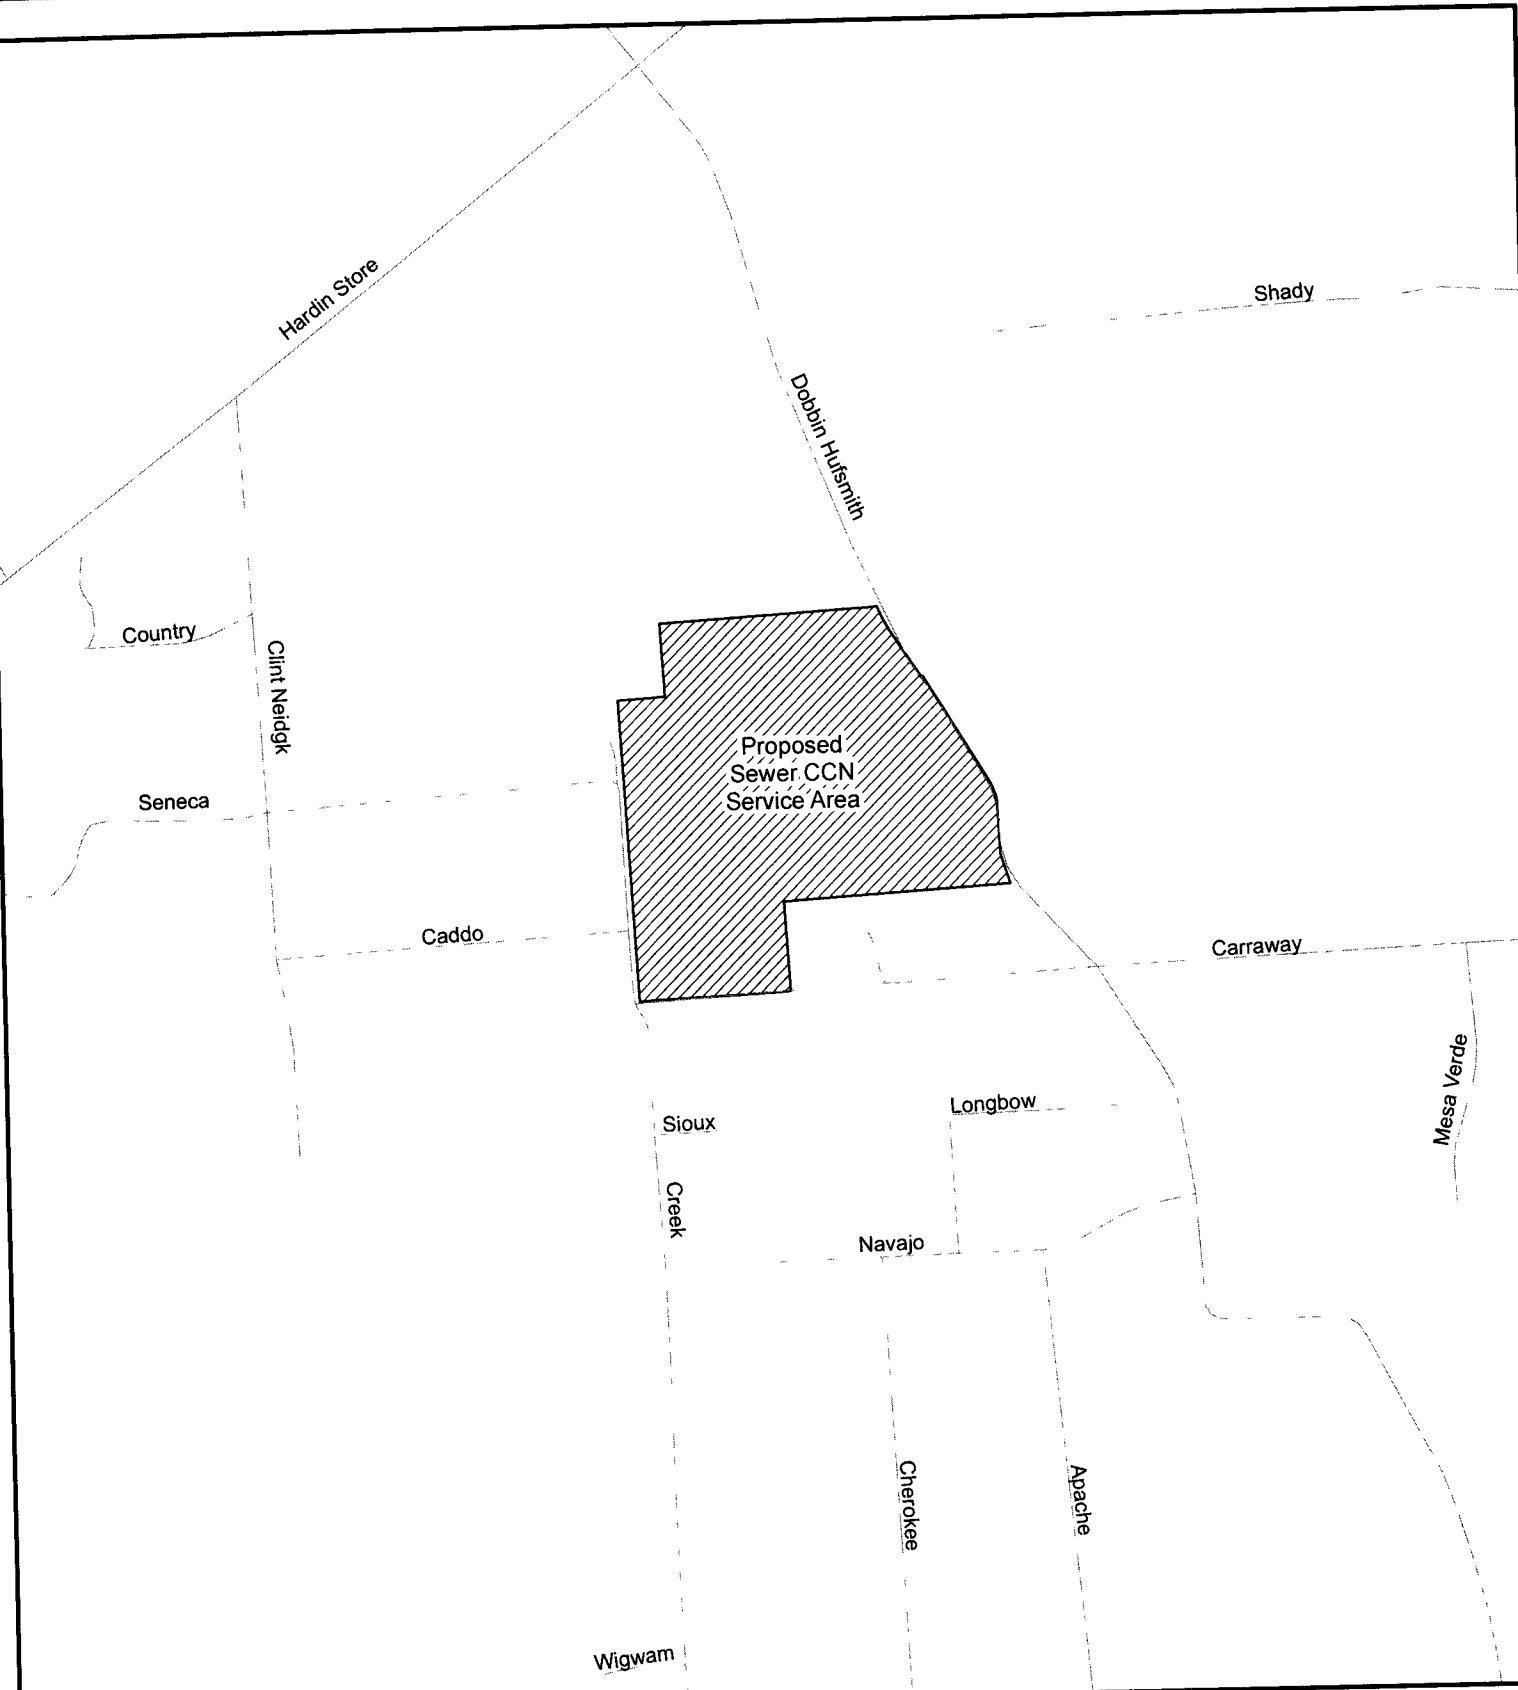 Hardin Store
Shady
Dobbin Hufsmith
Country
Clint Neidgk
Proposed
Sewer CCN
Service Area
Seneca
Caddo
Carraway
Mesa Verde
Longbow
Sioux
Creek
Navajo
Cherokee
Apache
Wigwam